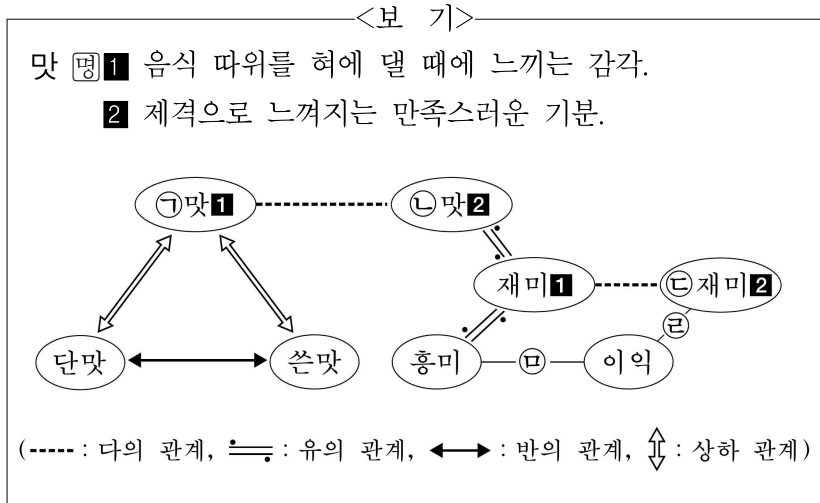 <보 기>
맛 명 1 음식 따위를 혀에 댈 때에 느끼는 감각.
2 제격으로 느껴지는 만족스러운 기분.
㉠맛1 ㉡맛2
재미1 ㉢재미2
㉣
단맛 쓴맛 흥미 ㉤ 이익
(----- : 다의 관계, : 유의 관계, : 반의 관계, : 상하 관계)